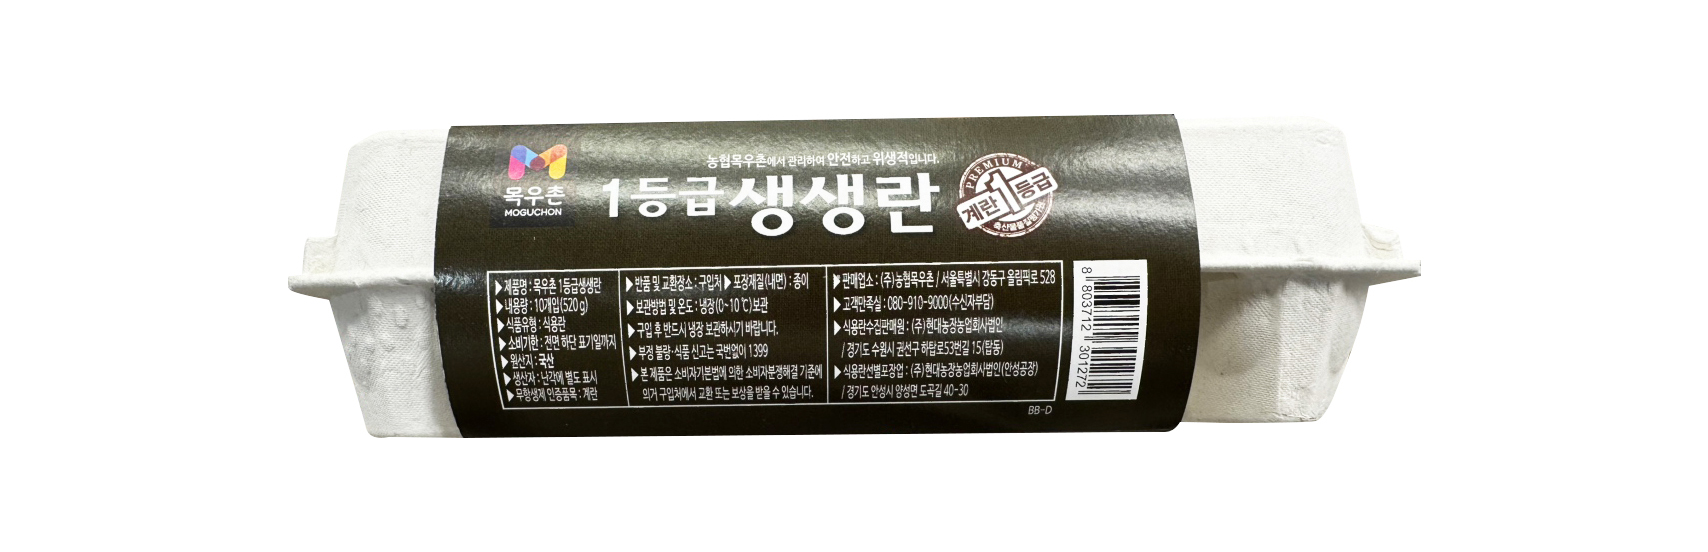 목우촌
MOGUCHON
농협목우촌에서 관리하여 안전하고 위생적입니다.
1등급 생생란
PREMIUM
계란 1등급
축산물품질평가원
▶제품명 : 목우촌 1등급생생란
▶내용량 : 10개입(520 g)
▶식품유형 : 식용란
▶소비기한 : 전면 하단 표기일까지
▶원산지 : 국산
▶생산자 : 난각에 별도 표시
▶무항생제 인증품목 : 계란
▶반품 및 교환장소 : 구입처 ▶포장재질(내면) : 종이
▶보관방법 및 온도 : 냉장(0~10 ℃)보관
▶구입 후 반드시 냉장 보관하시기 바랍니다.
▶부정·불량·식품 신고는 국번없이 1399
▶본 제품은 소비자기본법에 의한 소비자분쟁해결 기준에
의거 구입처에서 교환 또는 보상을 받을 수 있습니다.
▶판매업소 : (주)농협목우촌 / 서울특별시 강동구 올림픽로 528
▶고객만족실 : 080-910-9000(수신자부담)
▶식용란수집판매원 : (주)현대농장농업회사법인
/ 경기도 수원시 권선구 하탑로53번길 15(탑동)
▶식용란선별포장업 : (주)현대농장농업회사법인(안성공장)
/ 경기도 안성시 양성면 도곡길 40-30
8 803712 301272
BB-D